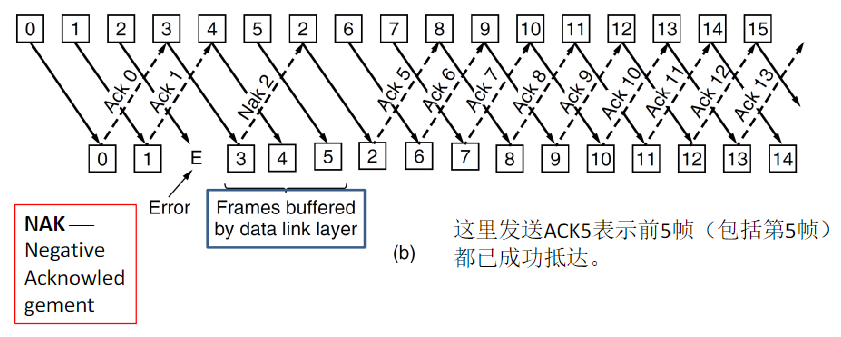 0 1 2 3 4 5 2 6 7 8 9 10 11 12 13 14 15
Ack 0 Ack 1 Nak 2 Ack 5 Ack 6 Ack 7 Ack 8 Ack 9 Ack 10 Ack 11 Ack 12 Ack 13
0 1 E 3 4 5 2 6 7 8 9 10 11 12 13 14
Error
Frames buffered
by data link layer
(b)
NAK —
Negative
Acknowled
gement
这里发送ACK5表示前5帧（包括第5帧）
都已成功抵达。